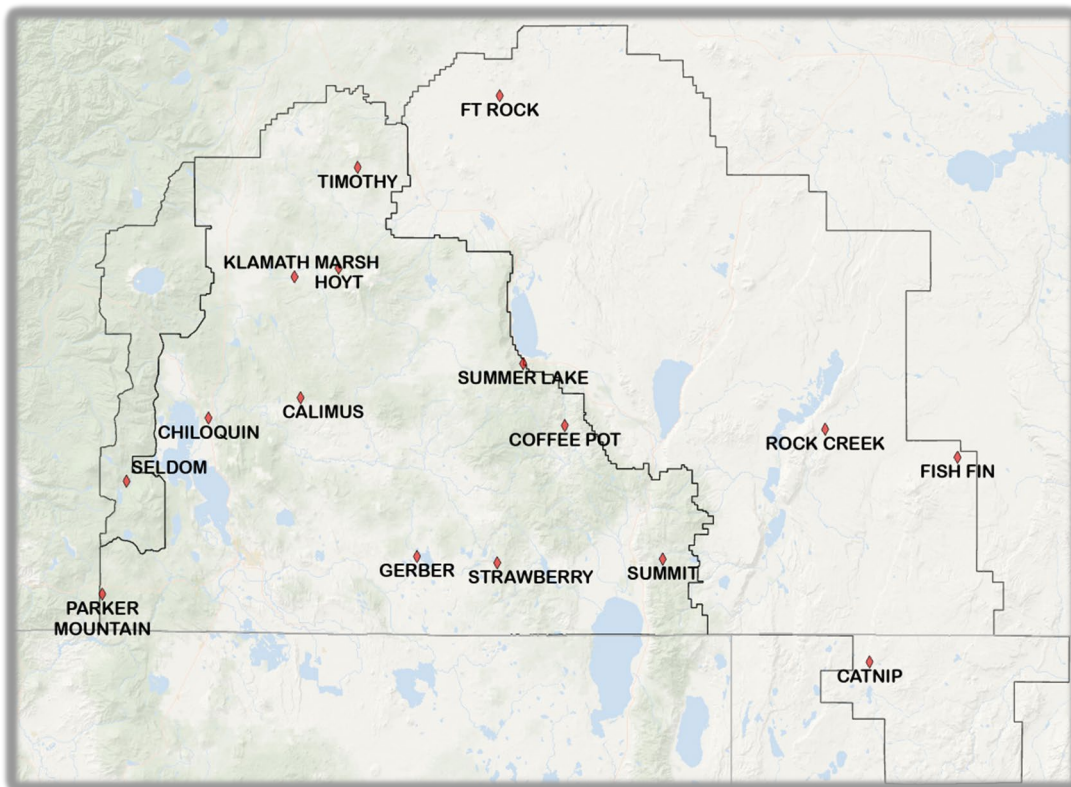 FT ROCK
TIMOTHY
KLAMATH MARSH
HOYT
SUMMER LAKE
CALIMUS
CHILOQUIN
COFFEE POT
ROCK CREEK
SELDOM
FISH FIN
GERBER
STRAWBERRY
SUMMIT
PARKER
MOUNTAIN
CATNIP